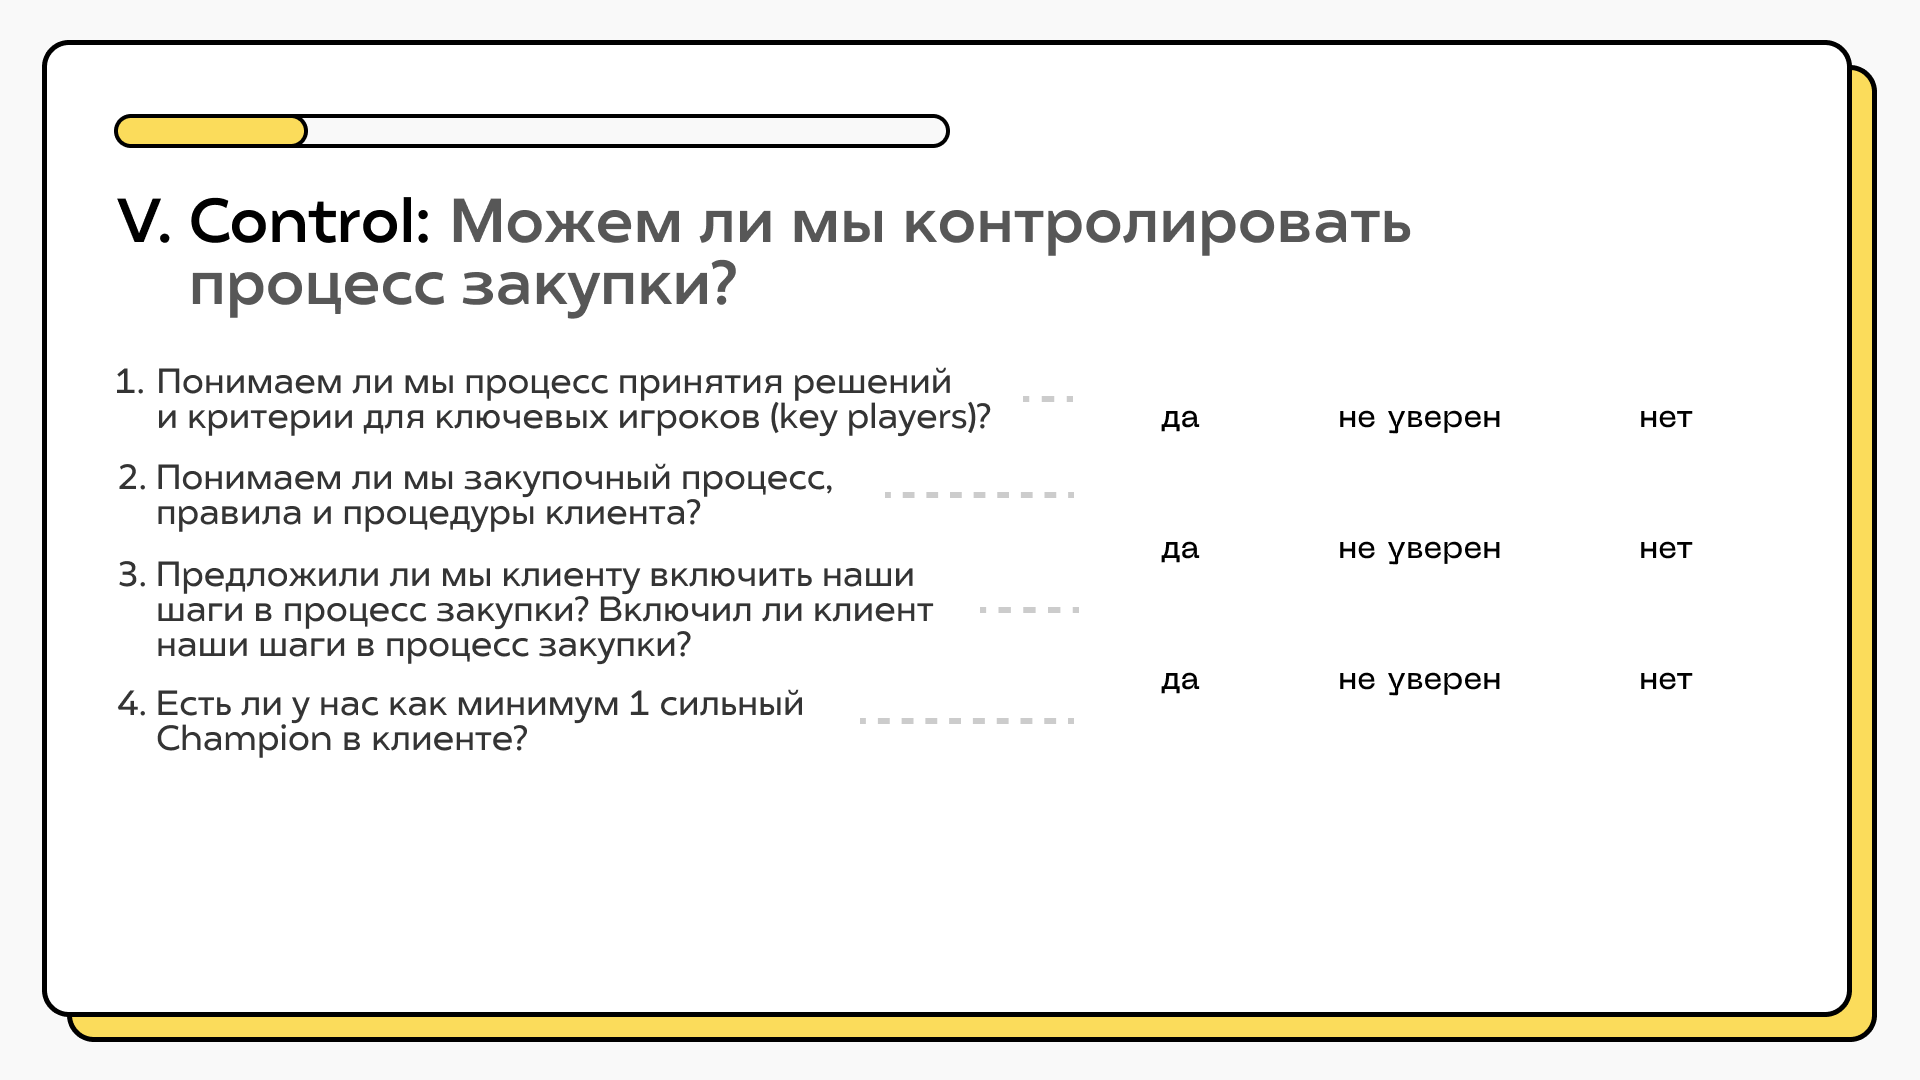 V. Control: Можем ли мы контролировать
процесс закупки?
1. Понимаем ли мы процесс принятия решений
и критерии для ключевых игроков (key players)?
да не уверен нет
2. Понимаем ли мы закупочный процесс,
правила и процедуры клиента?
да не уверен нет
3. Предложили ли мы клиенту включить наши
шаги в процесс закупки? Включил ли клиент
наши шаги в процесс закупки?
да не уверен нет
4. Есть ли у нас как минимум 1 сильный
Champion в клиенте?